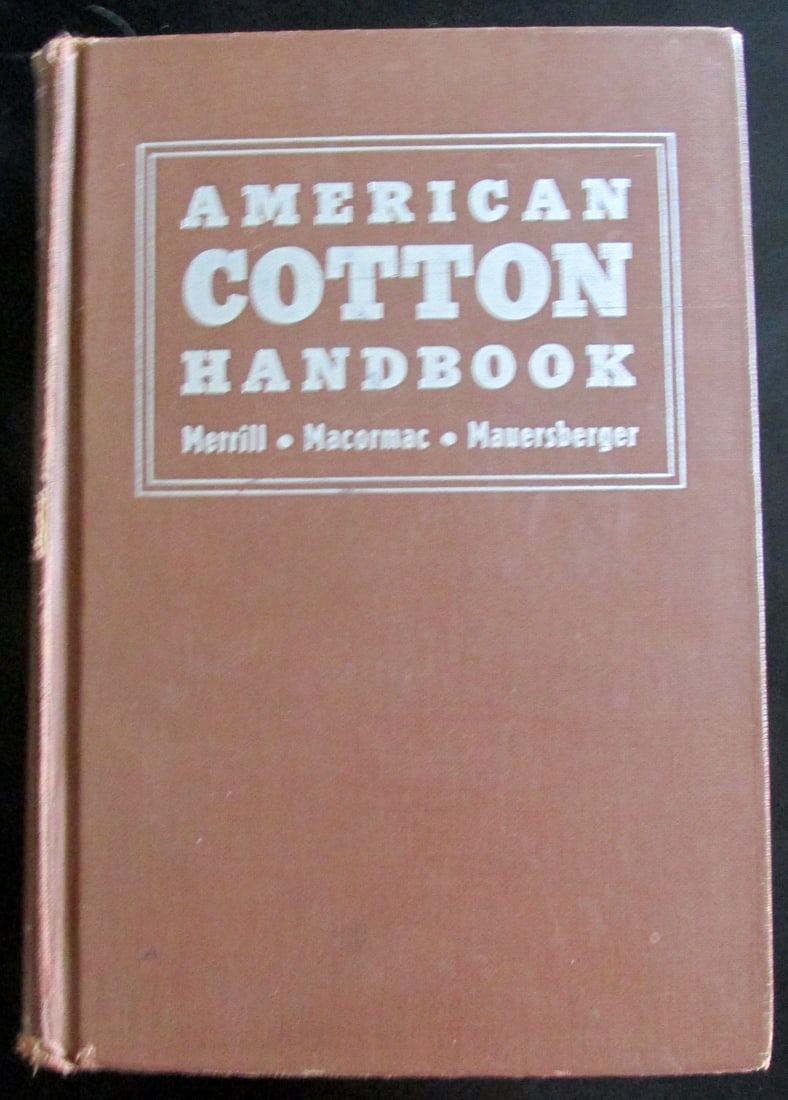 AMERICAN
COTTON
HANDBOOK
Merrill • Macormac • Mauersberger